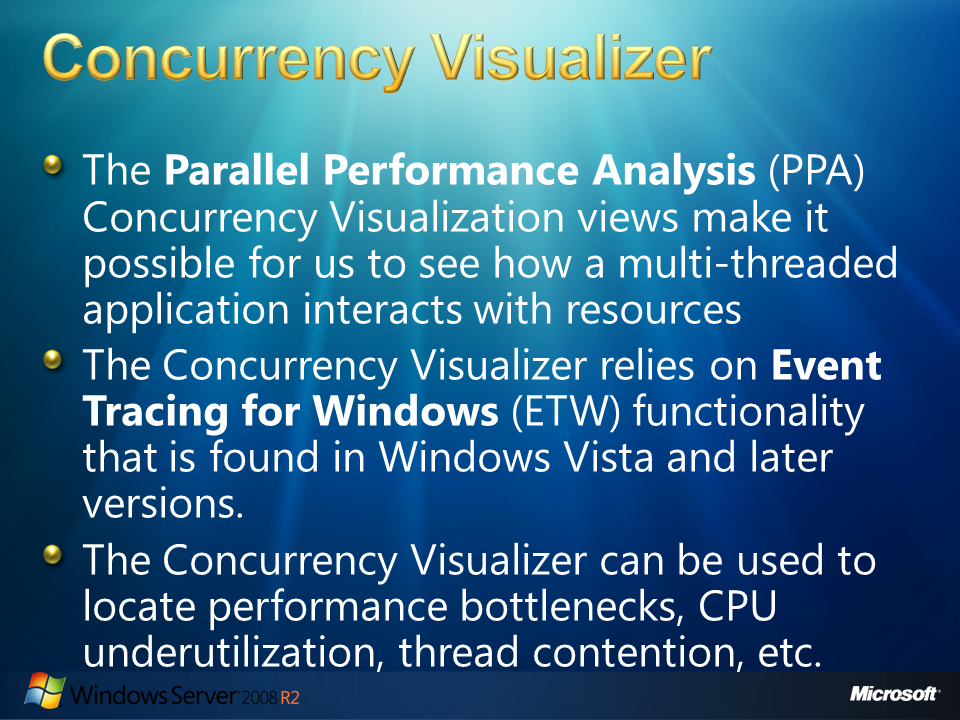 Concurrency Visualizer
The Parallel Performance Analysis (PPA)
Concurrency Visualization views make it
possible for us to see how a multi-threaded
application interacts with resources
The Concurrency Visualizer relies on Event
Tracing for Windows (ETW) functionality
that is found in Windows Vista and later
versions.
The Concurrency Visualizer can be used to
locate performance bottlenecks, CPU
underutilization, thread contention, etc.
Windows Server 2008 R2
Microsoft®